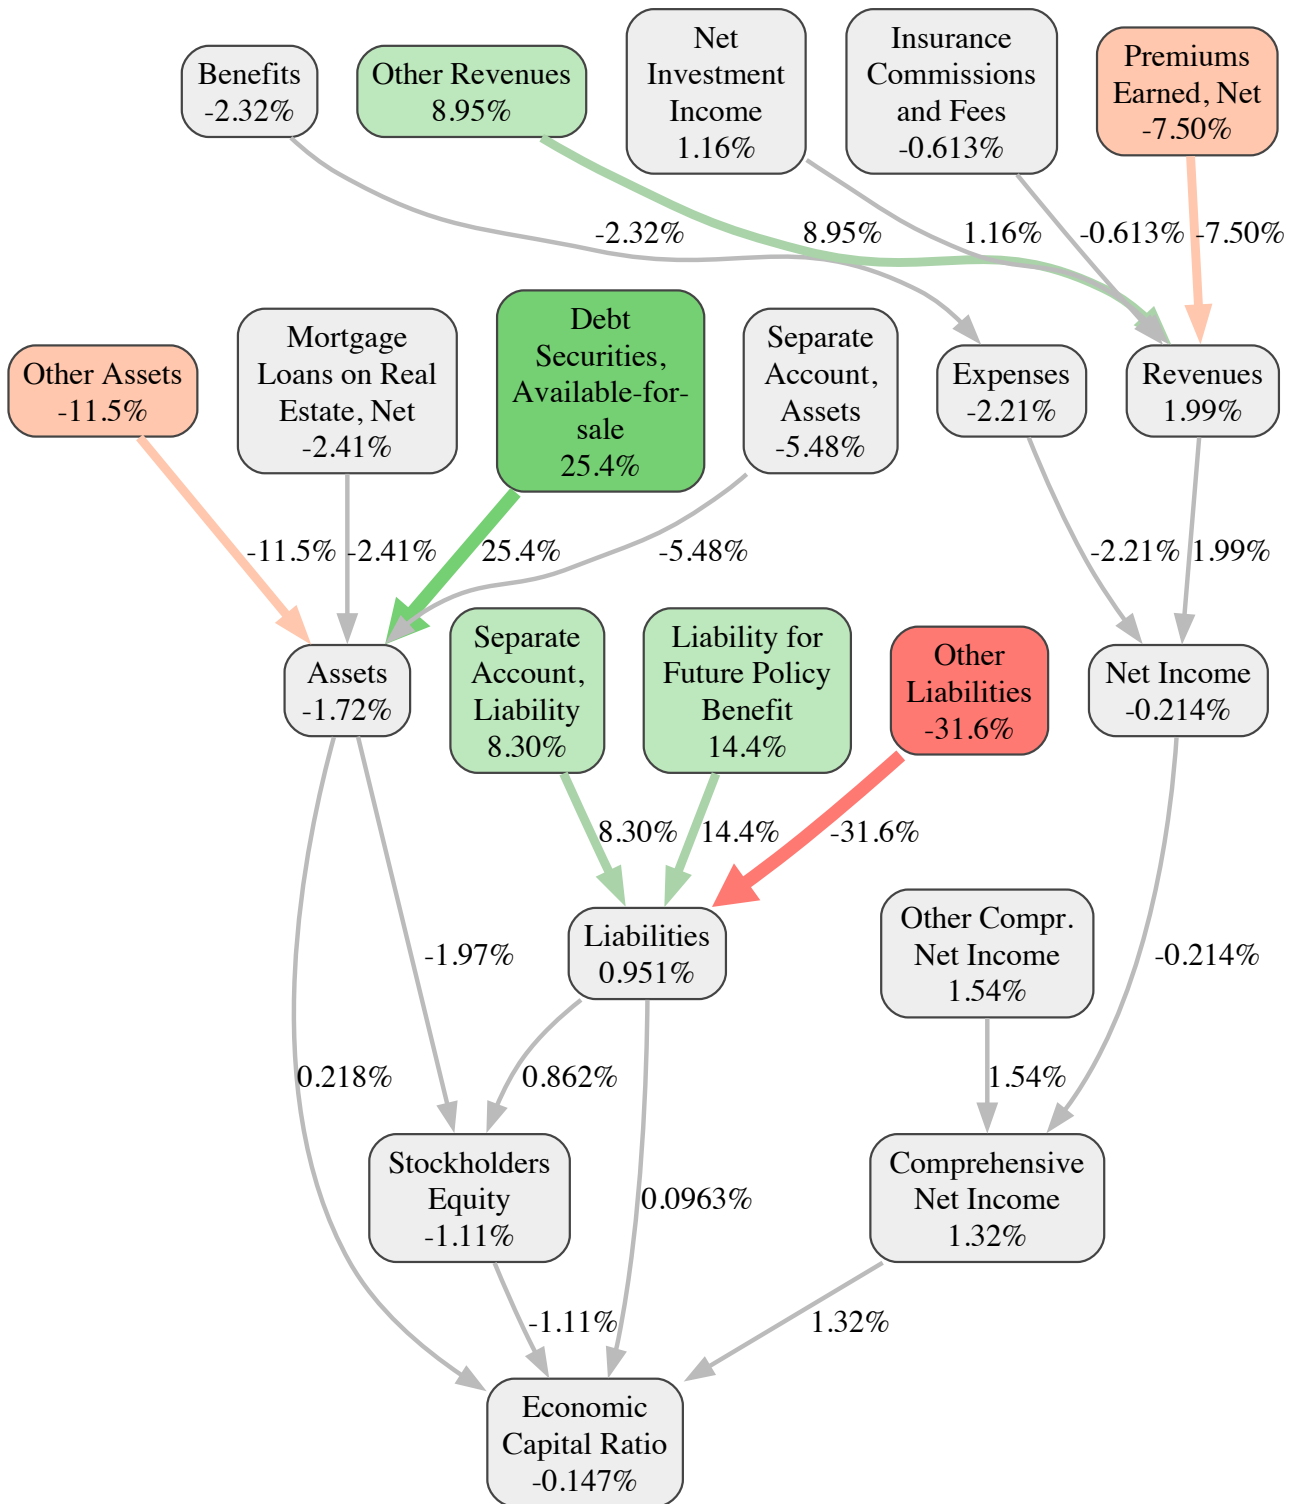 Benefits
-2.32%
Other Revenues
8.95%
Net
Investment
Income
1.16%
Insurance
Commissions
and Fees
-0.613%
Premiums
Earned, Net
-7.50%
-2.32%
8.95%
1.16%
-0.613%
-7.50%
Other Assets
-11.5%
Mortgage
Loans on Real
Estate, Net
-2.41%
Debt
Securities,
Available-for-
sale
25.4%
Separate
Account,
Assets
-5.48%
Expenses
-2.21%
Revenues
1.99%
-11.5%
-2.41%
25.4%
-5.48%
-2.21%
1.99%
Assets
-1.72%
Separate
Account,
Liability
8.30%
Liability for
Future Policy
Benefit
14.4%
Other
Liabilities
-31.6%
Net Income
-0.214%
8.30%
14.4%
-31.6%
-1.97%
Liabilities
0.951%
Other Compr.
Net Income
1.54%
-0.214%
0.218%
0.862%
1.54%
Stockholders
Equity
-1.11%
0.0963%
Comprehensive
Net Income
1.32%
-1.11%
1.32%
Economic
Capital Ratio
-0.147%